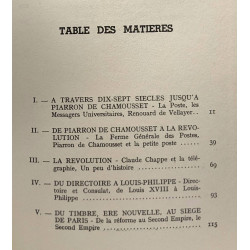 TABLE DES MATIERES
I. — A TRAVERS DIX-SEPT SIECLES JUSQU'A
PIARRON DE CHAMOUSSET — La Poste, les
Messagers Universitaires, Renouard de Vellayer... 11
II. — DE PIARRON DE CHAMOUSSET A LA REVO-
LUTION — La Ferme Générale des Postes,
Piarron de Chamousset et la petite poste ..... 39
III. — LA REVOLUTION - Claude Chappe et la télé-
graphie, Un peu d'histoire ..... 69
IV. — DU DIRECTOIRE A LOUIS-PHILIPPE — Direc-
toire et Consulat, de Louis XVIII à Louis-
Philippe ..... 93
V. — DU TIMBRE, ERE NOUVELLE, AU SIEGE
DE PARIS - De la réforme au Second Empire, le
Second Empire ..... 115